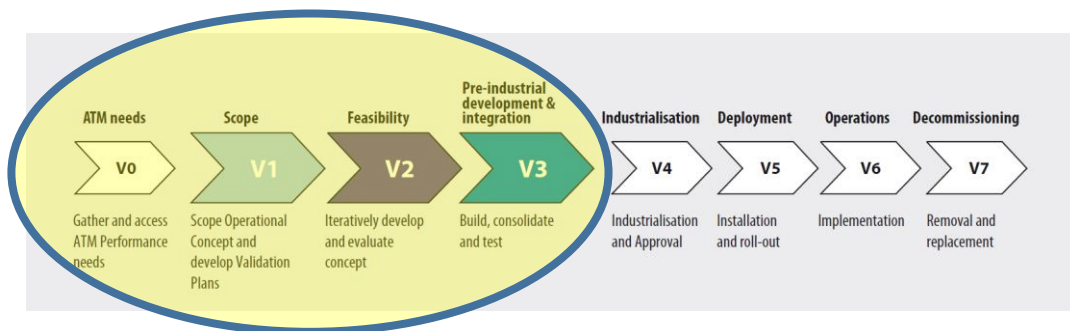 ATM needs
Scope
Feasibility
Pre-industrial
development &
integration
Industrialisation
Deployment
Operations
Decommissioning
V0
V1
V2
V3
V4
V5
V6
V7
Gather and access
ATM Performance
needs
Scope Operational
Concept and
develop Validation
Plans
Iteratively develop
and evaluate
concept
Build, consolidate
and test
Industrialisation
and Approval
Installation
and roll-out
Implementation
Removal and
replacement